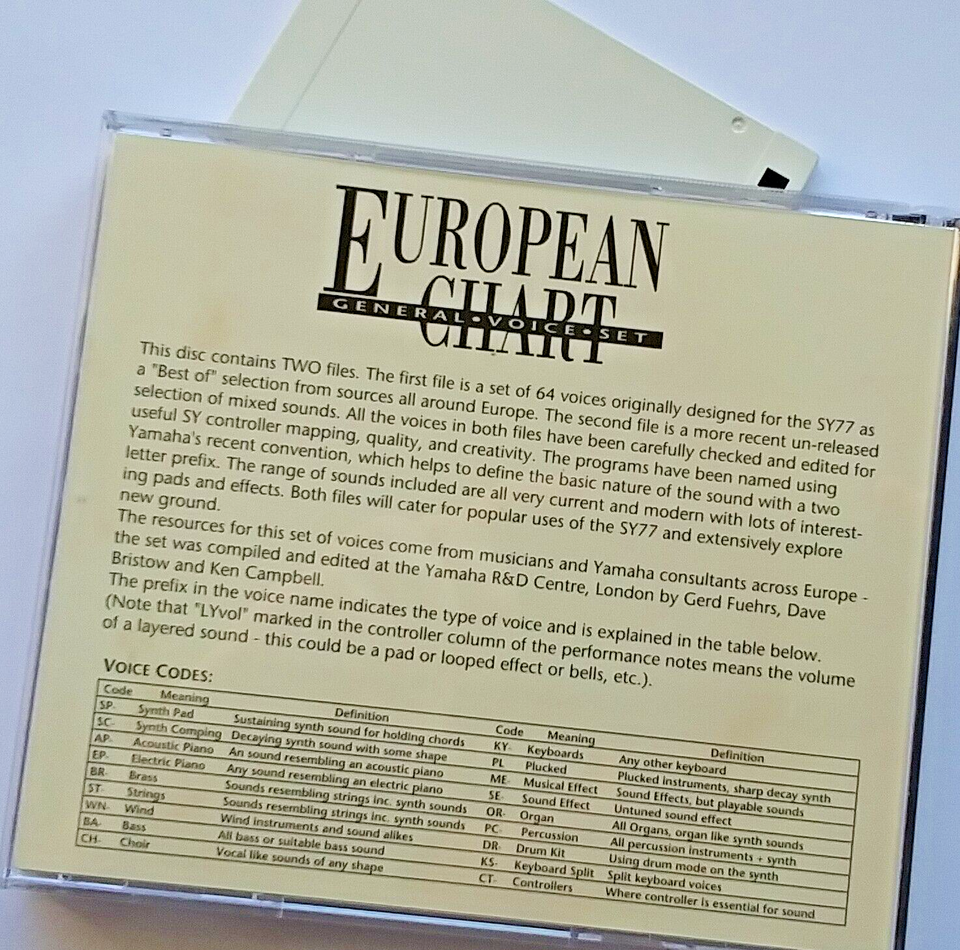 EUROPEAN
CHART
GENERAL•VOICE•SET
This disc contains TWO files. The first file is a set of 64 voices originally designed for the SY77 as
a "Best of" selection from sources all around Europe. The second file is a more recent un-released
selection of mixed sounds. All the voices in both files have been carefully checked and edited for
useful SY controller mapping, quality, and creativity. The programs have been named using
Yamaha's recent convention, which helps to define the basic nature of the sound with a two
letter prefix. The range of sounds included are all very current and modern with lots of interest-
ing pads and effects. Both files will cater for popular uses of the SY77 and extensively explore
new ground.
The resources for this set of voices come from musicians and Yamaha consultants across Europe -
the set was compiled and edited at the Yamaha R&D Centre, London by Gerd Fuehrs, Dave
Bristow and Ken Campbell.
The prefix in the voice name indicates the type of voice and is explained in the table below.
(Note that "LYvol" marked in the controller column of the performance notes means the volume
of a layered sound - this could be a pad or looped effect or bells, etc.).
VOICE CODES:
Code Meaning Definition Code Meaning Definition
SP- Synth Pad Sustaining synth sound for holding chords KY- Keyboards Any other keyboard
SC- Synth Comping Decaying synth sound with some shape PL Plucked Plucked instruments, sharp decay synth
AP- Acoustic Piano An sound resembling an acoustic piano ME- Musical Effect Sound Effects, but playable sounds
EP- Electric Piano Any sound resembling an electric piano SE- Sound Effect Untuned sound effect
BR- Brass Sounds resembling strings inc. synth sounds OR- Organ All Organs, organ like synth sounds
ST- Strings Sounds resembling strings inc. synth sounds PC- Percussion All percussion instruments + synth
WN- Wind Wind instruments and sound alikes DR- Drum Kit Using drum mode on the synth
BA- Bass All bass or suitable bass sound KS- Keyboard Split Split keyboard voices
CH- Choir Vocal like sounds of any shape CT- Controllers Where controller is essential for sound